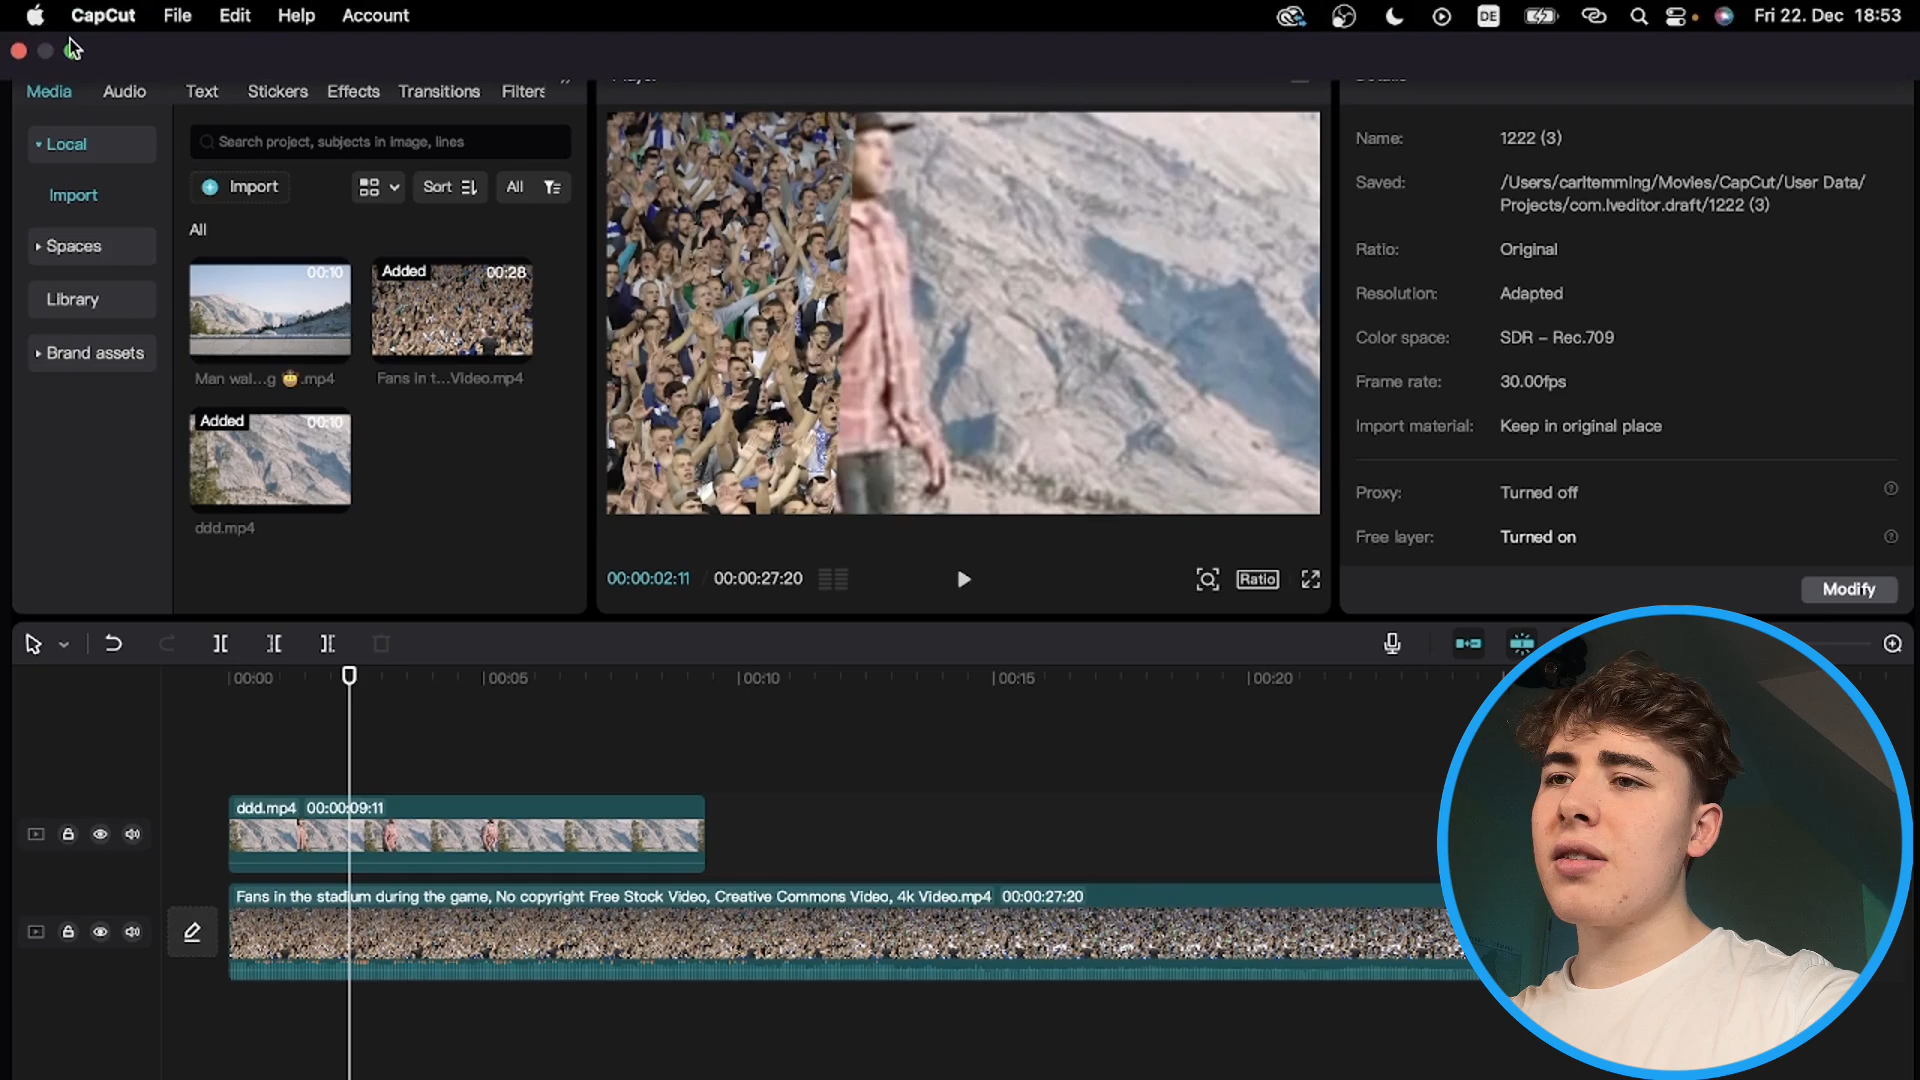 CapCut File Edit Help Account
DE Fri 22. Dec 18:53
Media Audio Text Stickers Effects Transitions Filters
Local
Import
Spaces
Library
Brand assets
Search project, subjects in image, lines
Import Sort All
All
00:10
Man wal...g 🤠.mp4
Added 00:28
Fans in t...Video.mp4
Added 00:10
ddd.mp4
Player
00:00:02:11 / 00:00:27:20
Ratio
Details
Name: 1222 (3)
Saved: /Users/carltemming/Movies/CapCut/User Data/
Projects/com.lveditor.draft/1222 (3)
Ratio: Original
Resolution: Adapted
Color space: SDR – Rec.709
Frame rate: 30.00fps
Import material: Keep in original place
Proxy: Turned off
Free layer: Turned on
Modify
00:00 00:05 00:10 00:15 00:20
ddd.mp4 00:00:09:11
Fans in the stadium during the game, No copyright Free Stock Video, Creative Commons Video, 4k Video.mp4 00:00:27:20